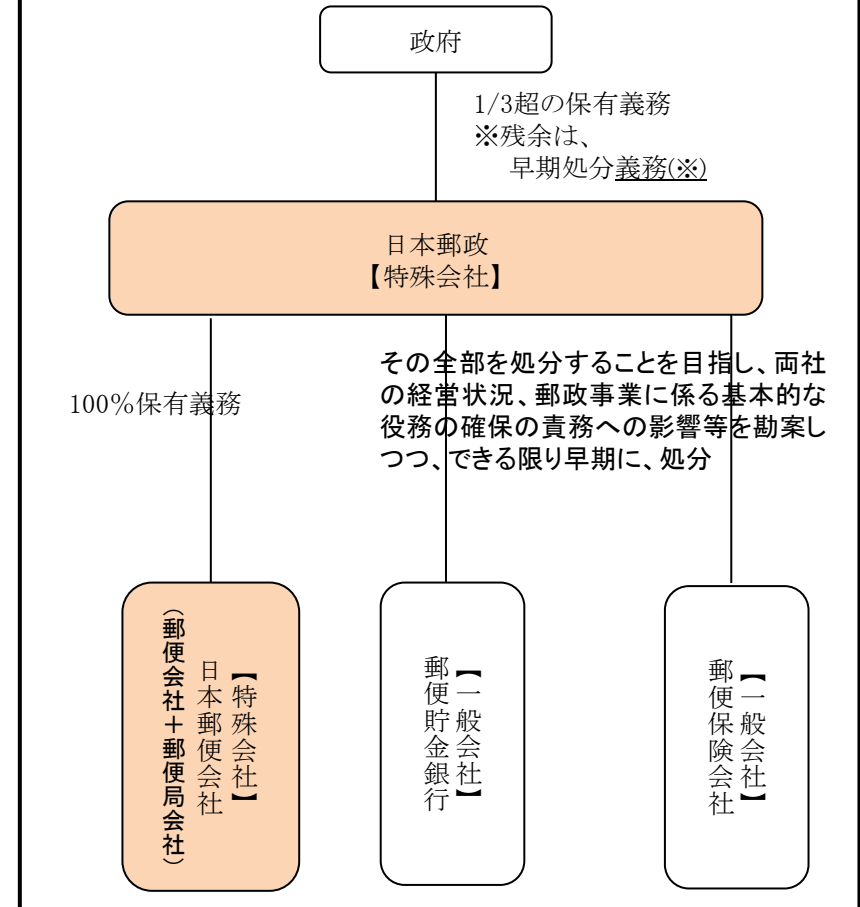 政府
1/3超の保有義務
※残余は、
早期処分義務(※)
日本郵政
【特殊会社】
100％保有義務
その全部を処分することを目指し、両社
の経営状況、郵政事業に係る基本的な
役務の確保の責務への影響等を勘案し
つつ、できる限り早期に、処分
【特殊会社】
日本郵便会社
（郵便会社＋郵便局会社）
【一般会社】
郵便貯金銀行
【一般会社】
郵便保険会社